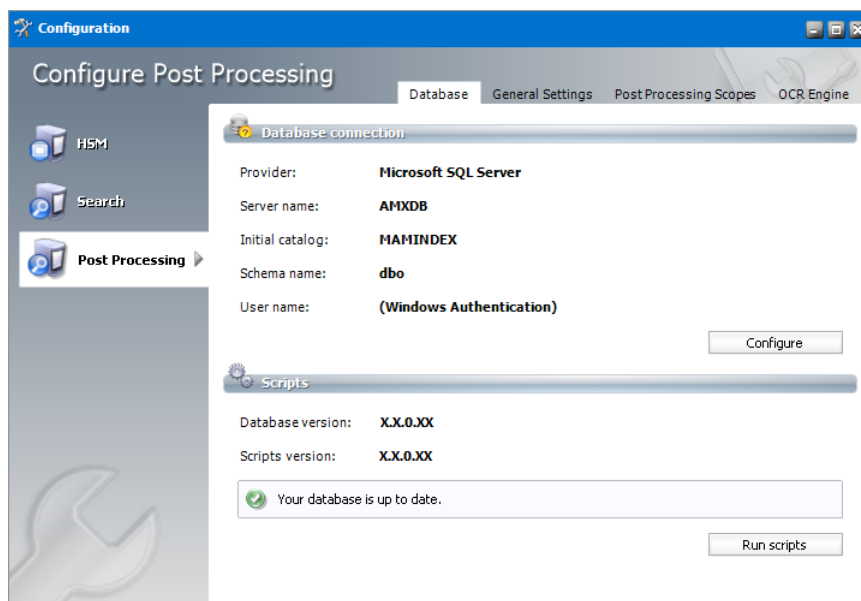 Configuration
Configure Post Processing
Database General Settings Post Processing Scopes OCR Engine
HSM
Search
Post Processing
Database connection
Provider: Microsoft SQL Server
Server name: AMXDB
Initial catalog: MAMINDEX
Schema name: dbo
User name: (Windows Authentication)
Configure
Scripts
Database version: X.X.0.XX
Scripts version: X.X.0.XX
Your database is up to date.
Run scripts